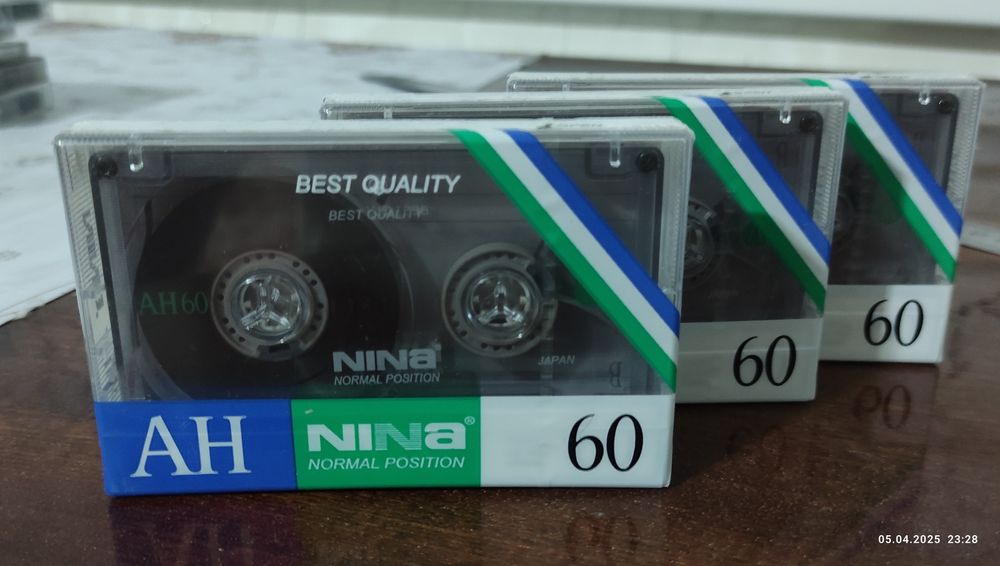 BEST QUALITY
BEST QUALITY
AH60
NINa
NORMAL POSITION
JAPAN
AH
NINa®
NORMAL POSITION
60
60
60
05.04.2025 23:28